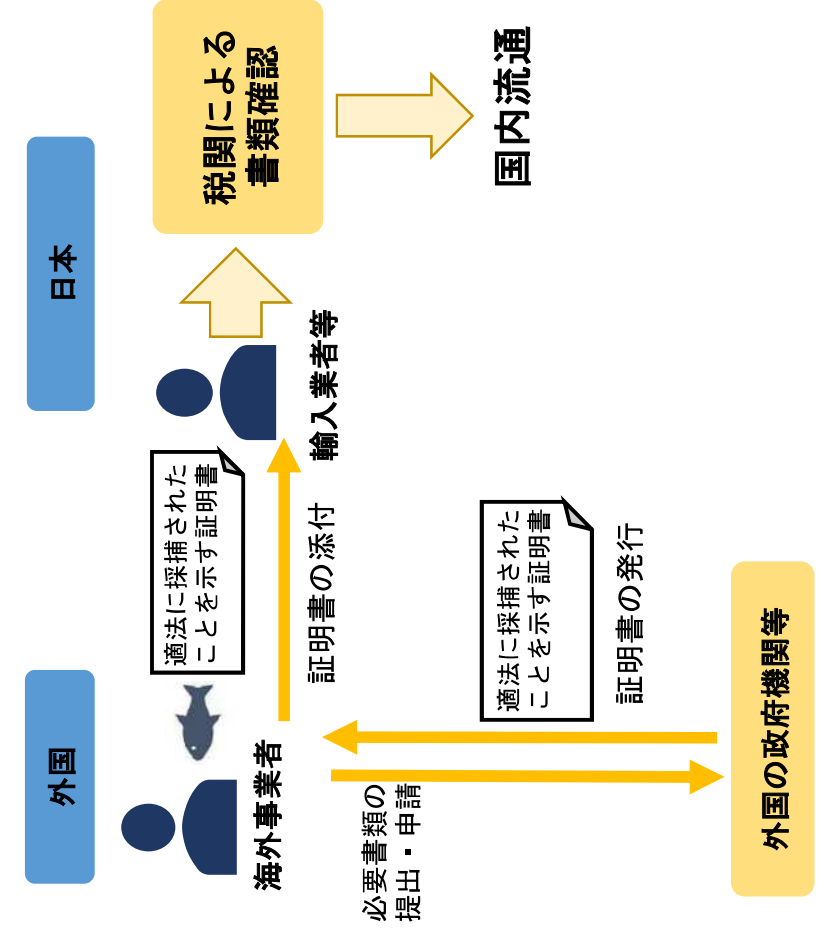 外国
日本
適法に採捕された
ことを示す証明書
税関による
書類確認
海外事業者
証明書の添付
輸入業者等
必要書類の
提出・申請
適法に採捕された
ことを示す証明書
証明書の発行
国内流通
外国の政府機関等